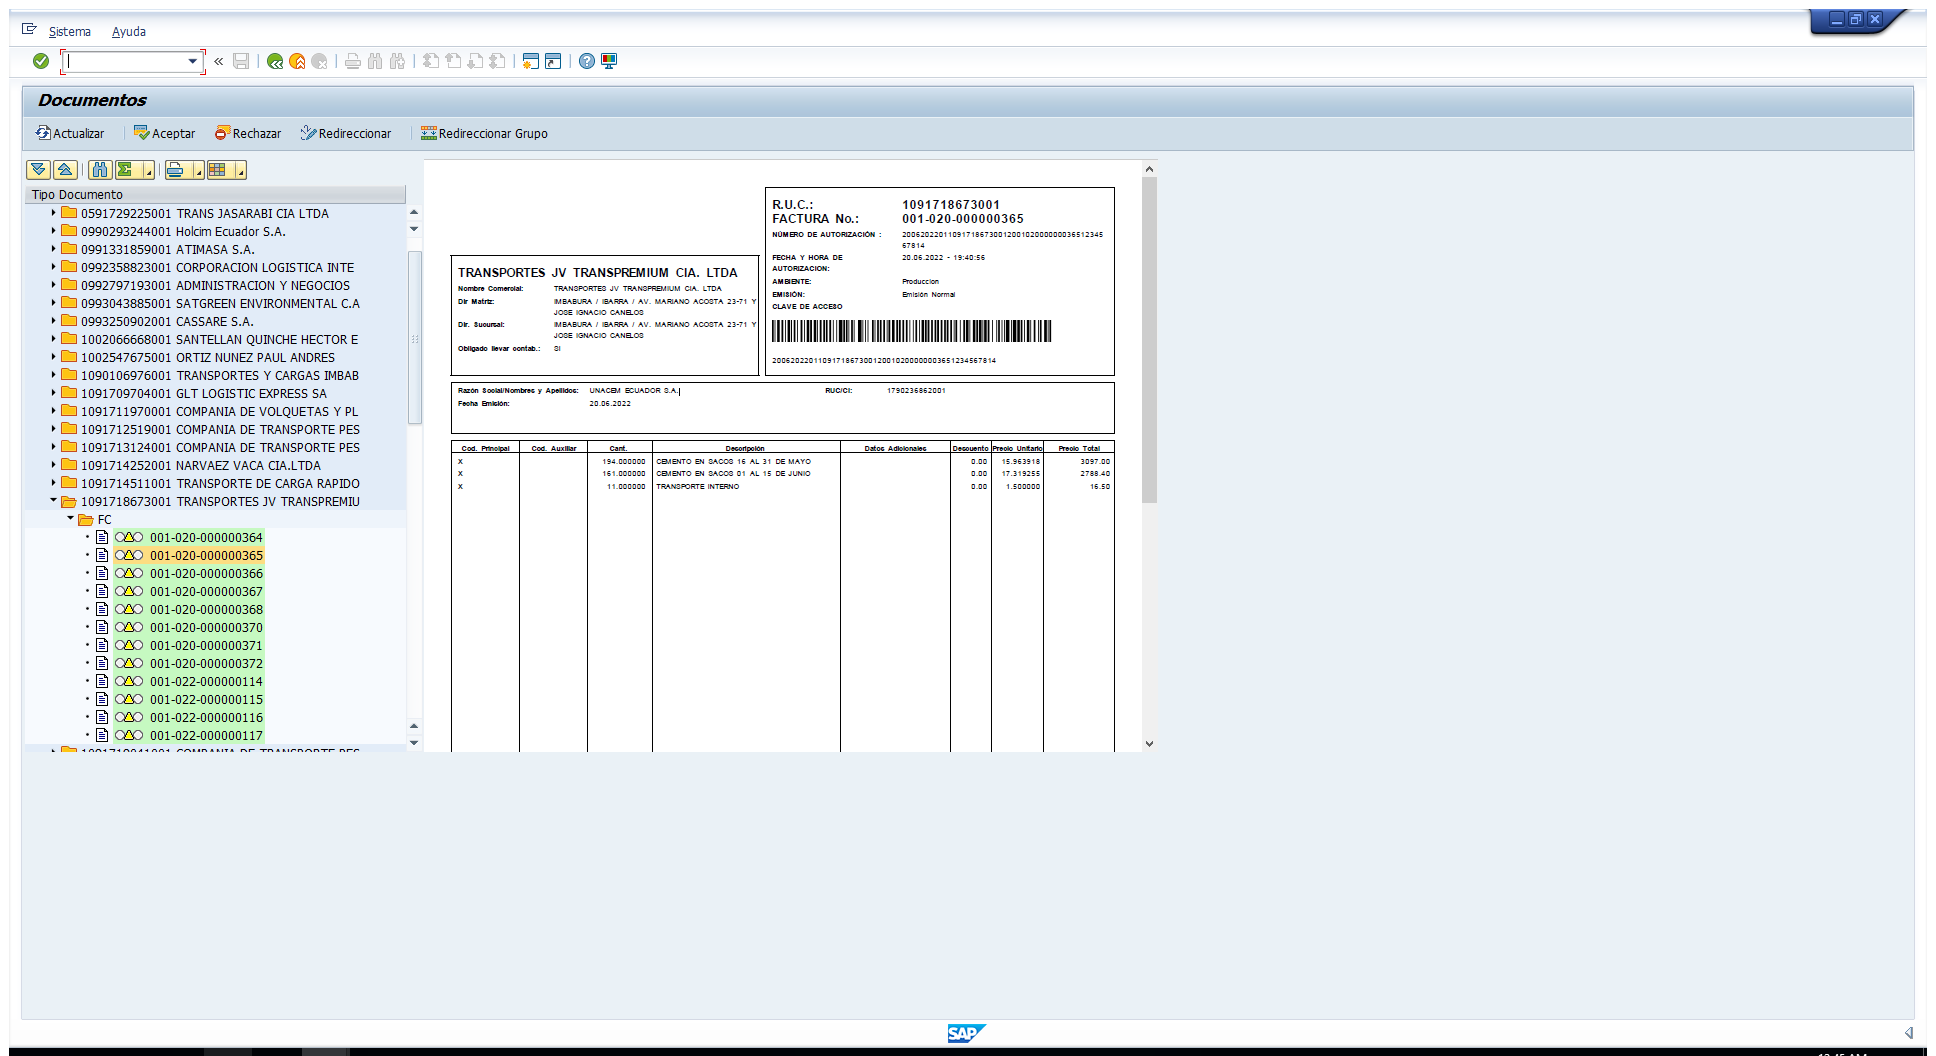 Sistema Ayuda
Documentos
Actualizar Aceptar Rechazar Redireccionar Redireccionar Grupo
Tipo Documento
0591729225001 TRANS JASARABI CIA LTDA
0990293244001 Holcim Ecuador S.A.
0991331859001 ATIMASA S.A.
0992358823001 CORPORACION LOGISTICA INTE
0992797193001 ADMINISTRACION Y NEGOCIOS
0993043885001 SATGREEN ENVIRONMENTAL C.A
0993250902001 CASSARE S.A.
1002066668001 SANTELLAN QUINCHE HECTOR E
1002547675001 ORTIZ NUNEZ PAUL ANDRES
1090106976001 TRANSPORTES Y CARGAS IMBAB
1091709704001 GLT LOGISTIC EXPRESS SA
1091711970001 COMPANIA DE VOLQUETAS Y PL
1091712519001 COMPANIA DE TRANSPORTE PES
1091713124001 COMPANIA DE TRANSPORTE PES
1091714252001 NARVAEZ VACA CIA.LTDA
1091714511001 TRANSPORTE DE CARGA RAPIDO
1091718673001 TRANSPORTES JV TRANSPREMIU
FC
001-020-000000364
001-020-000000365
001-020-000000366
001-020-000000367
001-020-000000368
001-020-000000370
001-020-000000371
001-020-000000372
001-022-000000114
001-022-000000115
001-022-000000116
001-022-000000117
COMPANIA DE TRANSPORTE PES
R.U.C.: 1091718673001
FACTURA No.: 001-020-000000365
NÚMERO DE AUTORIZACIÓN : 20062022011091718673001200102000000036512345
67814
FECHA Y HORA DE 20.06.2022 - 19:40:56
AUTORIZACION:
AMBIENTE: Produccion
EMISIÓN: Emisión Normal
CLAVE DE ACCESO
2006202201109171867300120010200000003651234567814
TRANSPORTES JV TRANSPREMIUM CIA. LTDA
Nombre Comercial: TRANSPORTES JV TRANSPREMIUM CIA. LTDA
Dir Matriz: IMBABURA / IBARRA / AV. MARIANO ACOSTA 23-71 Y
JOSE IGNACIO CANELOS
Dir. Sucursal: IMBABURA / IBARRA / AV. MARIANO ACOSTA 23-71 Y
JOSE IGNACIO CANELOS
Obligado llevar contab.: SI
Razón Social/Nombres y Apellidos: UNACEM ECUADOR S.A. RUC/CI: 1790236862001
Fecha Emisión: 20.06.2022
Cod. Principal Cod. Auxiliar Cant. Descripción Datos Adicionales Descuento Precio Unitario Precio Total
X 194.000000 CEMENTO EN SACOS 16 AL 31 DE MAYO 0.00 15.963918 3097.00
X 161.000000 CEMENTO EN SACOS 01 AL 15 DE JUNIO 0.00 17.319255 2788.40
X 11.000000 TRANSPORTE INTERNO 0.00 1.500000 16.50
SAP